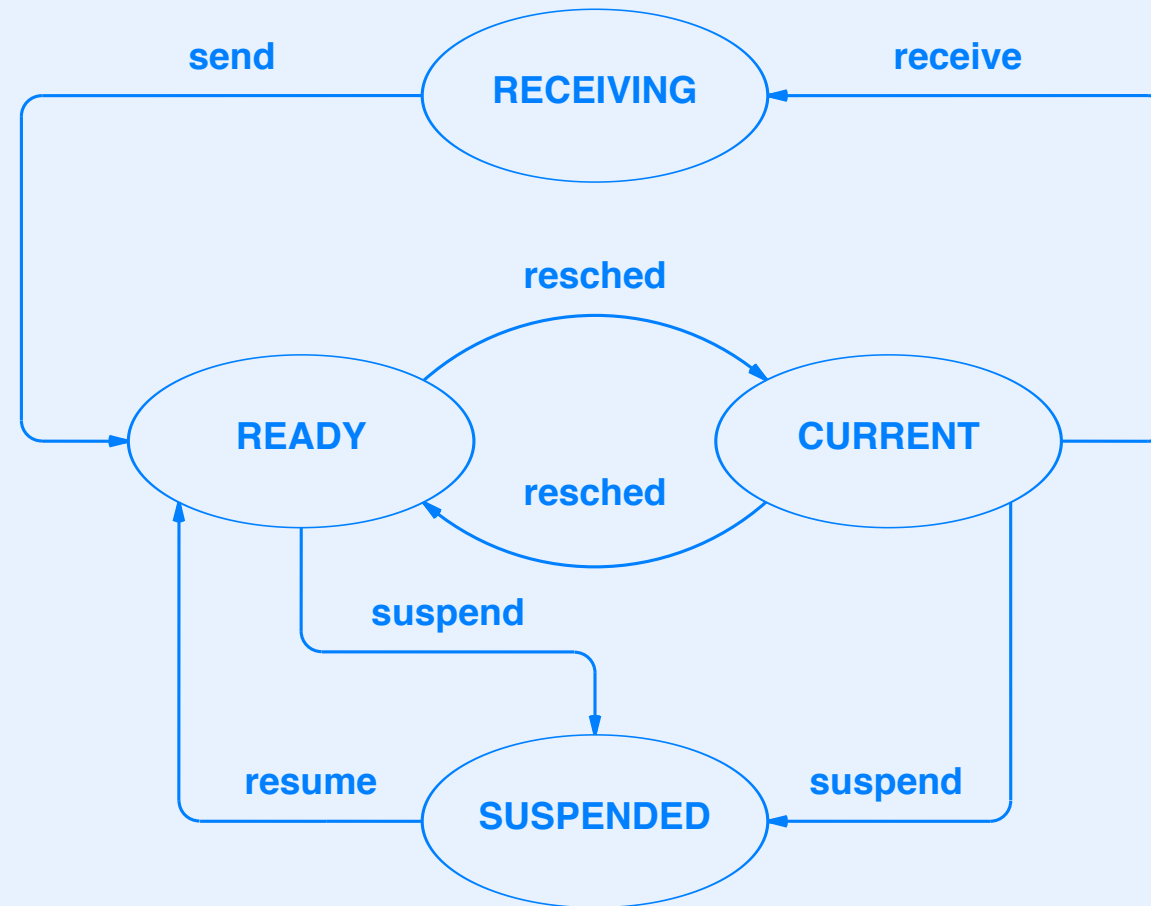 send
receive
RECEIVING
resched
READY
CURRENT
resched
suspend
resume
suspend
SUSPENDED